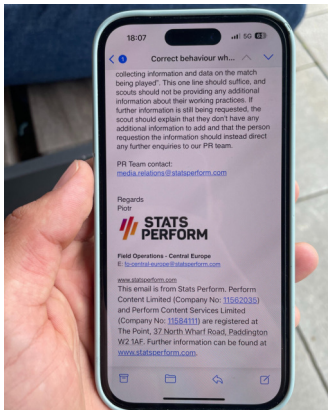 18:07
5G 63
1
Correct behaviour wh...
collecting information and data on the match
being played". This one line should suffice, and
scouts should not be providing any additional
information about their working practices. If
further information is still being requested, the
scout should explain that they don't have any
additional information to add and that the person
requestion the information should instead direct
any further enquiries to our PR team.
PR Team contact:
media.relations@statsperform.com
Regards
Piotr
STATS
PERFORM
Field Operations - Central Europe
E: fo-central-europe@statsperform.com
www.statsperform.com
This email is from Stats Perform. Perform
Content Limited (Company No: 11562035)
and Perform Content Services Limited
(Company No: 11584111) are registered at
The Point, 37 North Wharf Road, Paddington
W2 1AF. Further information can be found at
www.statsperform.com.